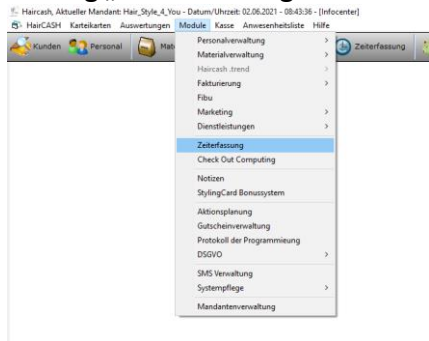 Haircash, Aktueller Mandant: Hair_Style_4_You - Datum/Uhrzeit: 02.06.2021 - 08:43:36 - [Infocenter]
HairCASH Karteikarten Auswertungen Module Kasse Anwesenheitsliste Hilfe
Kunden Personal Mat Zeiterfassung
Personalverwaltung
Materialverwaltung
Haircash .trend
Fakturierung
Fibu
Marketing
Dienstleistungen
Zeiterfassung
Check Out Computing
Notizen
StylingCard Bonussystem
Aktionsplanung
Gutscheinverwaltung
Protokoll der Programmieung
DSGVO
SMS Verwaltung
Systempflege
Mandantenverwaltung